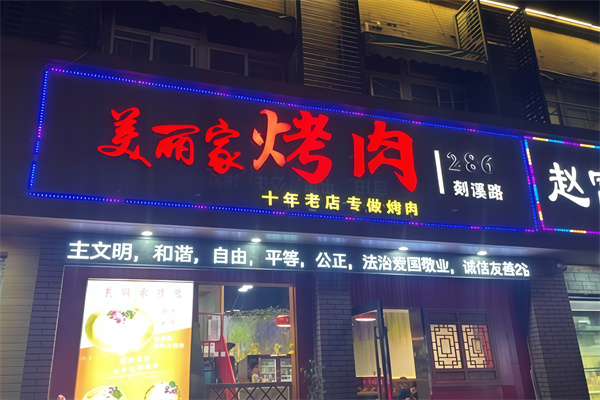 美丽家烤肉
286
剡溪路
十年老店专做烤肉
赵
主文明，和谐，自由，平等，公正，法治爱国敬业，诚信友善